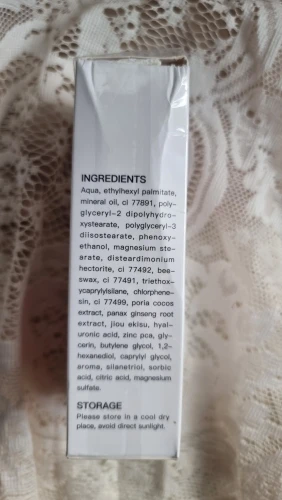 INGREDIENTS
Aqua, ethylhexyl palmitate,
mineral oil, ci 77891, poly-
glyceryl-2 dipolyhydro-
xystearate, polyglyceryl-3
diisostearate, phenoxy-
ethanol, magnesium ste-
arate, disteardimonium
hectorite, ci 77492, bee-
swax, ci 77491, triethox-
ycaprylylsilane, chlorphene-
sin, ci 77499, poria cocos
extract, panax ginseng root
extract, jiou ekisu, hyal-
uronic acid, zinc pca, gly-
cerin, butylene glycol, 1,2-
hexanediol, caprylyl glycol,
aroma, silanetriol, sorbic
acid, citric acid, magnesium
sulfate.
STORAGE
Please store in a cool dry
place, avoid direct sunlight.